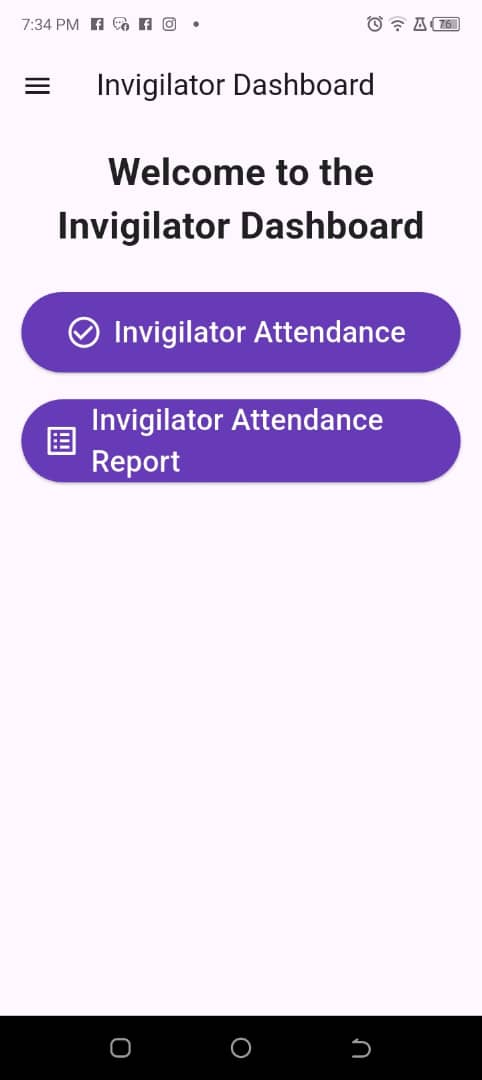 7:34 PM
76
Invigilator Dashboard
Welcome to the
Invigilator Dashboard
Invigilator Attendance
Invigilator Attendance
Report